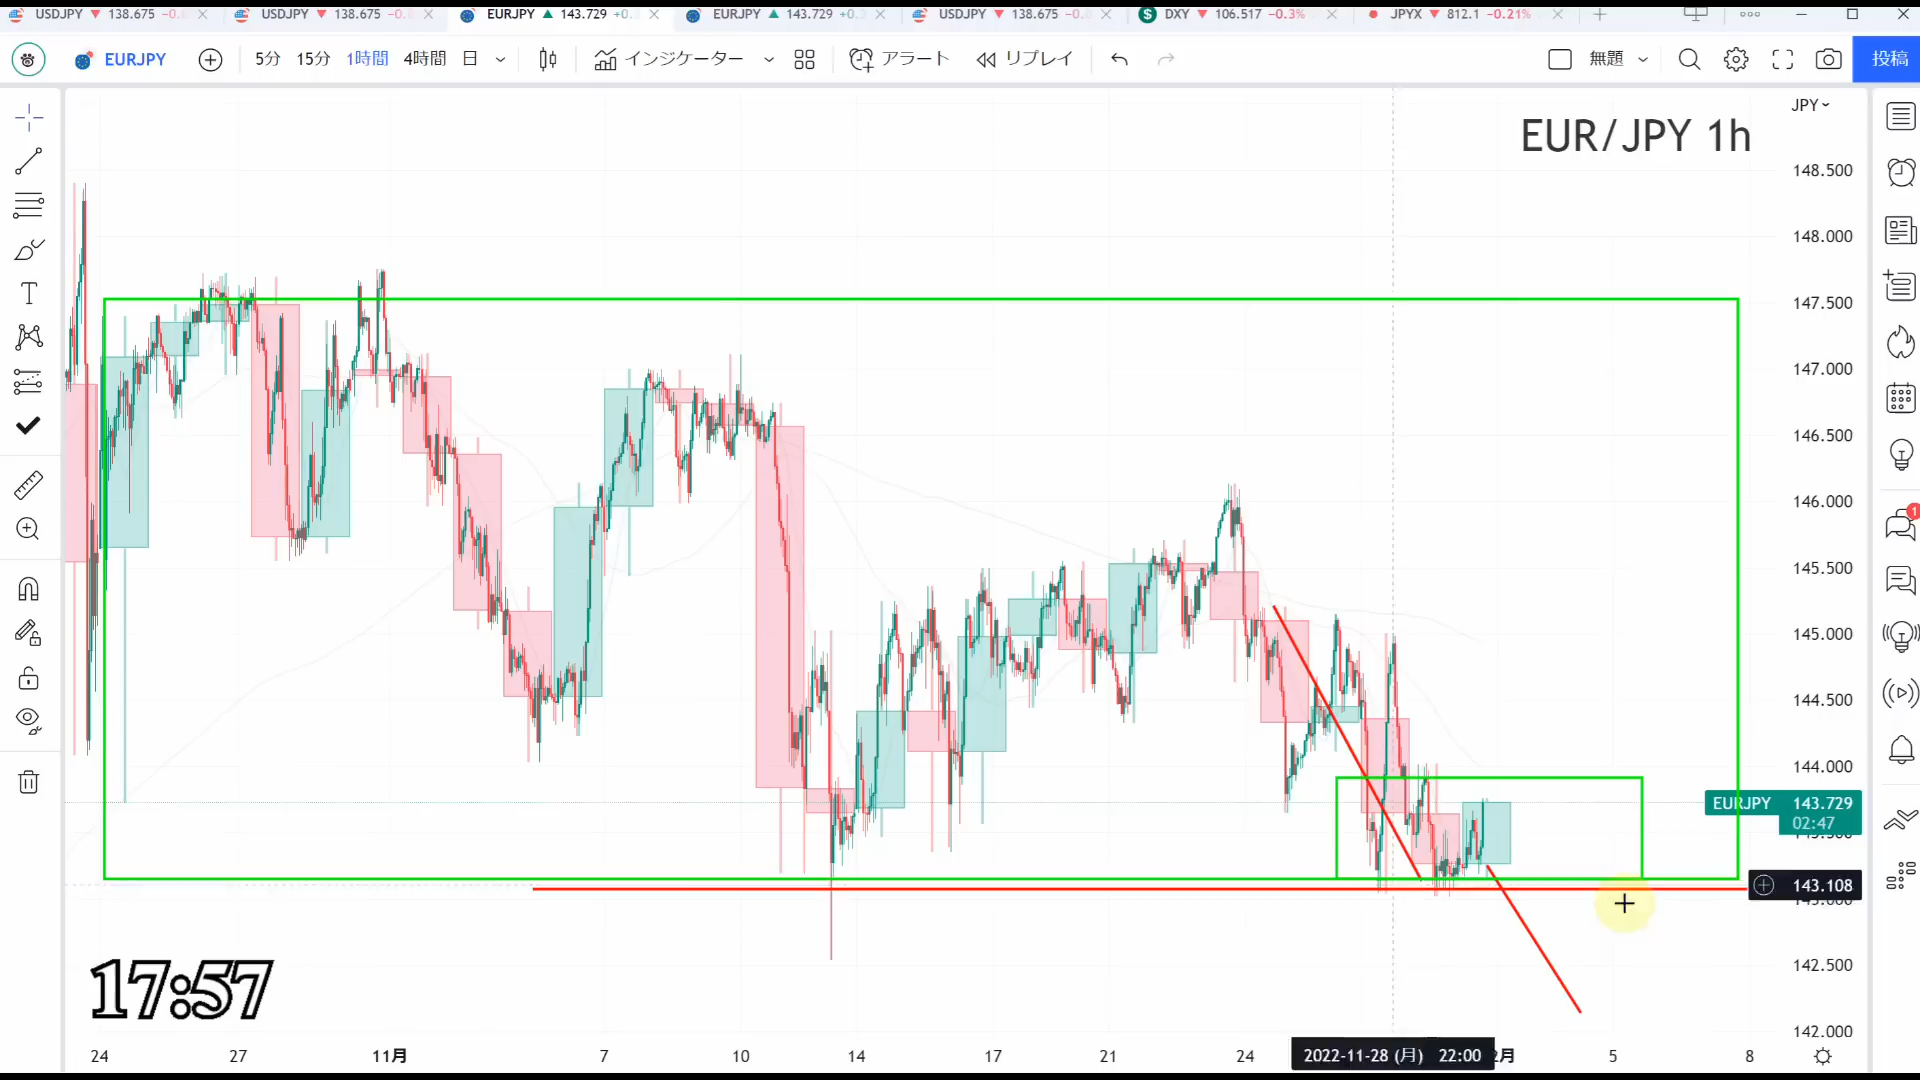 USDJPY ▼ 138.675 USDJPY ▼ 138.675 EURJPY ▲ 143.729 EURJPY ▲ 143.729 USDJPY ▼ 138.675 DXY ▼ 106.517 −0.3% JPYX ▼ 812.1 −0.21%
EURJPY 5分 15分 1時間 4時間 日 インジケーター アラート リプレイ 無題 投稿
JPY
EUR/JPY 1h
148.500
148.000
147.500
147.000
146.500
146.000
145.500
1
145.000
144.500
144.000
EURJPY 143.729
02:47
143.108
142.500
17:57
142.000
24 27 11月 7 10 14 17 21 24 2022-11-28 (月) 22:00 2月 5 8